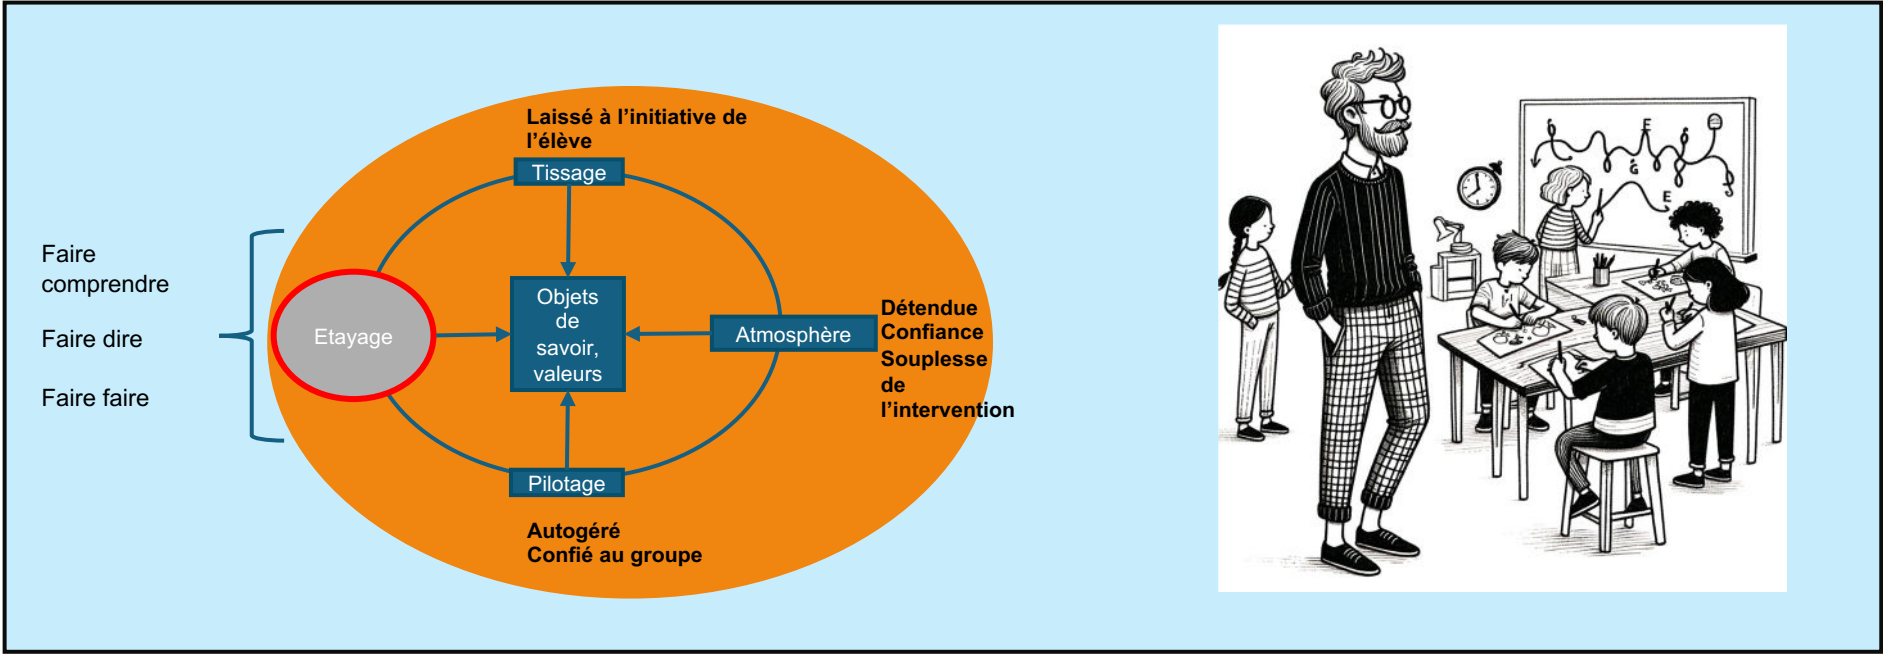 Laissé à l’initiative de
l’élève
Tissage
Faire
comprendre
Faire dire
Faire faire
Etayage
Objets
de
savoir,
valeurs
Atmosphère
Détendue
Confiance
Souplesse
de
l’intervention
Pilotage
Autogéré
Confié au groupe
E
G
E